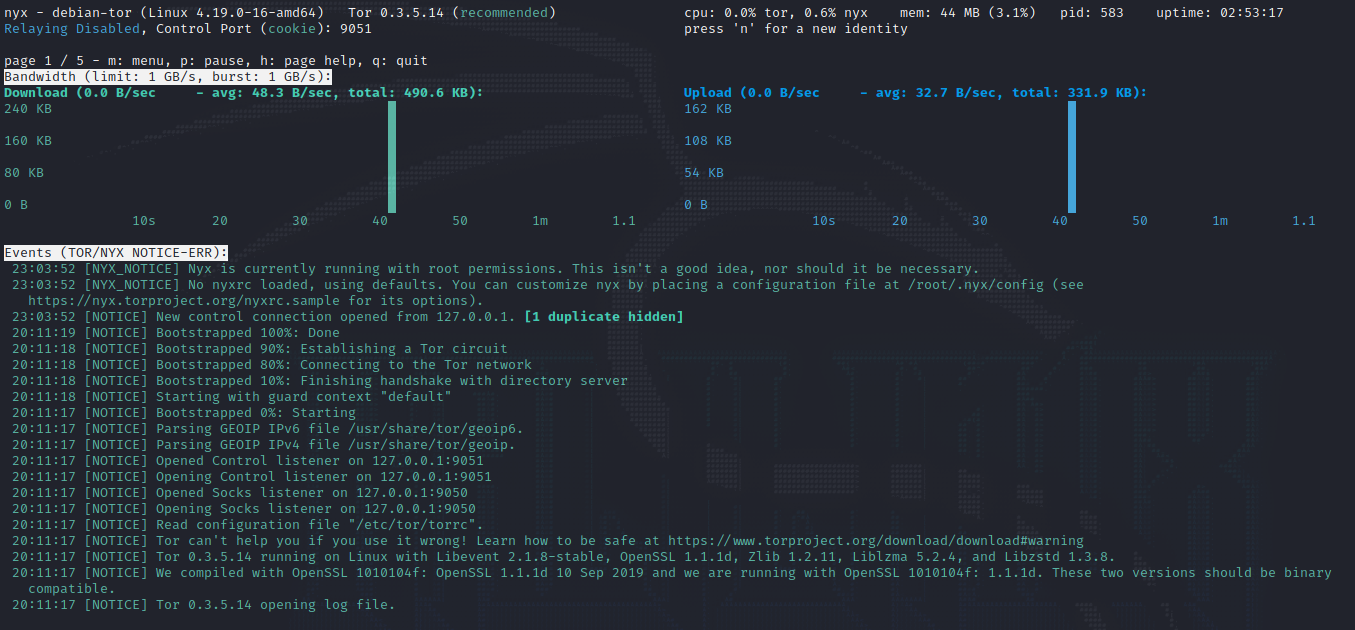 nyx - debian-tor (Linux 4.19.0-16-amd64)   Tor 0.3.5.14 (recommended)   cpu: 0.0% tor, 0.6% nyx    mem: 44 MB (3.1%)   pid: 583    uptime: 02:53:17
Relaying Disabled, Control Port (cookie): 9051   press 'n' for a new identity
page 1 / 5 - m: menu, p: pause, h: page help, q: quit
Bandwidth (limit: 1 GB/s, burst: 1 GB/s):
Download (0.0 B/sec     - avg: 48.3 B/sec, total: 490.6 KB):   Upload (0.0 B/sec     - avg: 32.7 B/sec, total: 331.9 KB):
240 KB   162 KB
160 KB   108 KB
80 KB   54 KB
0 B   0 B
10s   20   30   40   50   1m   1.1   10s   20   30   40   50   1m   1.1
Events (TOR/NYX NOTICE-ERR):
23:03:52 [NYX_NOTICE] Nyx is currently running with root permissions. This isn't a good idea, nor should it be necessary.
23:03:52 [NYX_NOTICE] No nyxrc loaded, using defaults. You can customize nyx by placing a configuration file at /root/.nyx/config (see
https://nyx.torproject.org/nyxrc.sample for its options).
23:03:52 [NOTICE] New control connection opened from 127.0.0.1. [1 duplicate hidden]
20:11:19 [NOTICE] Bootstrapped 100%: Done
20:11:18 [NOTICE] Bootstrapped 90%: Establishing a Tor circuit
20:11:18 [NOTICE] Bootstrapped 80%: Connecting to the Tor network
20:11:18 [NOTICE] Bootstrapped 10%: Finishing handshake with directory server
20:11:18 [NOTICE] Starting with guard context "default"
20:11:17 [NOTICE] Bootstrapped 0%: Starting
20:11:17 [NOTICE] Parsing GEOIP IPv6 file /usr/share/tor/geoip6.
20:11:17 [NOTICE] Parsing GEOIP IPv4 file /usr/share/tor/geoip.
20:11:17 [NOTICE] Opened Control listener on 127.0.0.1:9051
20:11:17 [NOTICE] Opening Control listener on 127.0.0.1:9051
20:11:17 [NOTICE] Opened Socks listener on 127.0.0.1:9050
20:11:17 [NOTICE] Opening Socks listener on 127.0.0.1:9050
20:11:17 [NOTICE] Read configuration file "/etc/tor/torrc".
20:11:17 [NOTICE] Tor can't help you if you use it wrong! Learn how to be safe at https://www.torproject.org/download/download#warning
20:11:17 [NOTICE] Tor 0.3.5.14 running on Linux with Libevent 2.1.8-stable, OpenSSL 1.1.1d, Zlib 1.2.11, Liblzma 5.2.4, and Libzstd 1.3.8.
20:11:17 [NOTICE] We compiled with OpenSSL 1010104f: OpenSSL 1.1.1d 10 Sep 2019 and we are running with OpenSSL 1010104f: 1.1.1d. These two versions should be binary
compatible.
20:11:17 [NOTICE] Tor 0.3.5.14 opening log file.